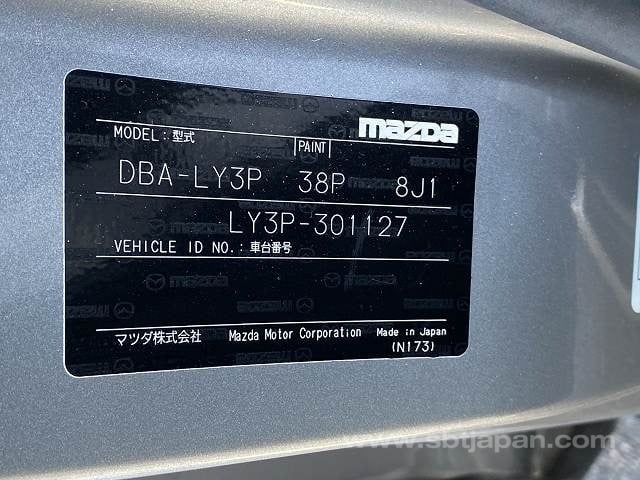 mazda
MODEL:型式 PAINT
DBA-LY3P 38P 8J1
LY3P-301127
VEHICLE ID NO.:車台番号
マツダ株式会社 Mazda Motor Corporation Made in Japan
(N173)
www.sbtjapan.com